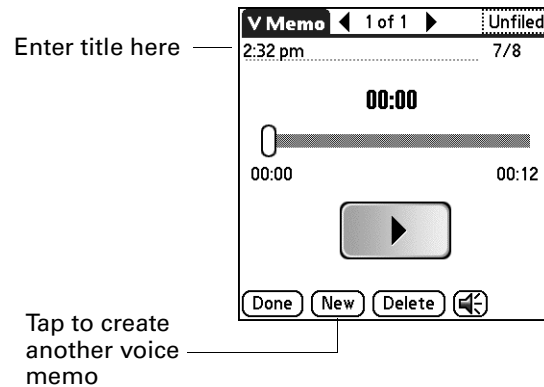 V Memo 1 of 1 Unfiled
Enter title here
2:32 pm 7/8
00:00
00:00 00:12
Done New Delete
Tap to create
another voice
memo